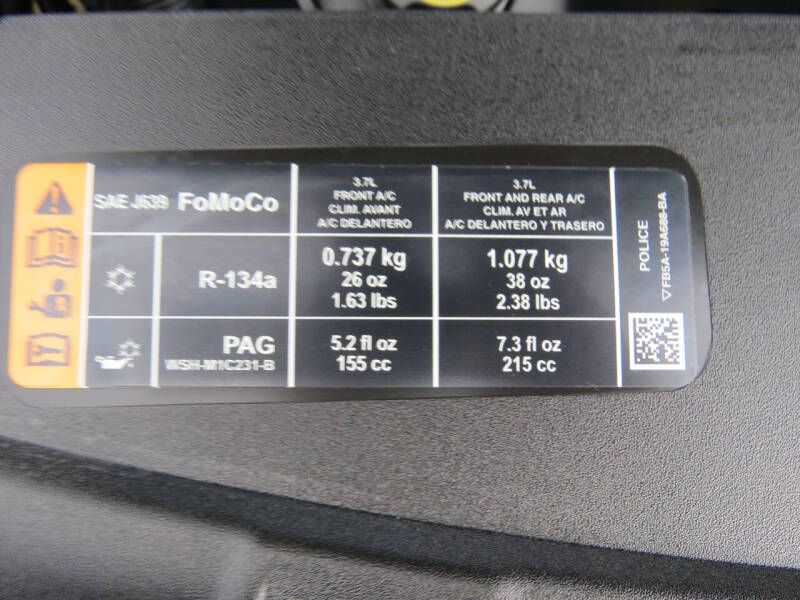 SAE J639 FoMoCo
3.7L
FRONT A/C
CLIM. AVANT
A/C DELANTERO
3.7L
FRONT AND REAR A/C
CLIM. AV ET AR
A/C DELANTERO Y TRASERO
R-134a
0.737 kg
26 oz
1.63 lbs
1.077 kg
38 oz
2.38 lbs
PAG
WSH-M1C231-B
5.2 fl oz
155 cc
7.3 fl oz
215 cc
POLICE
FB5A-19A688-BA